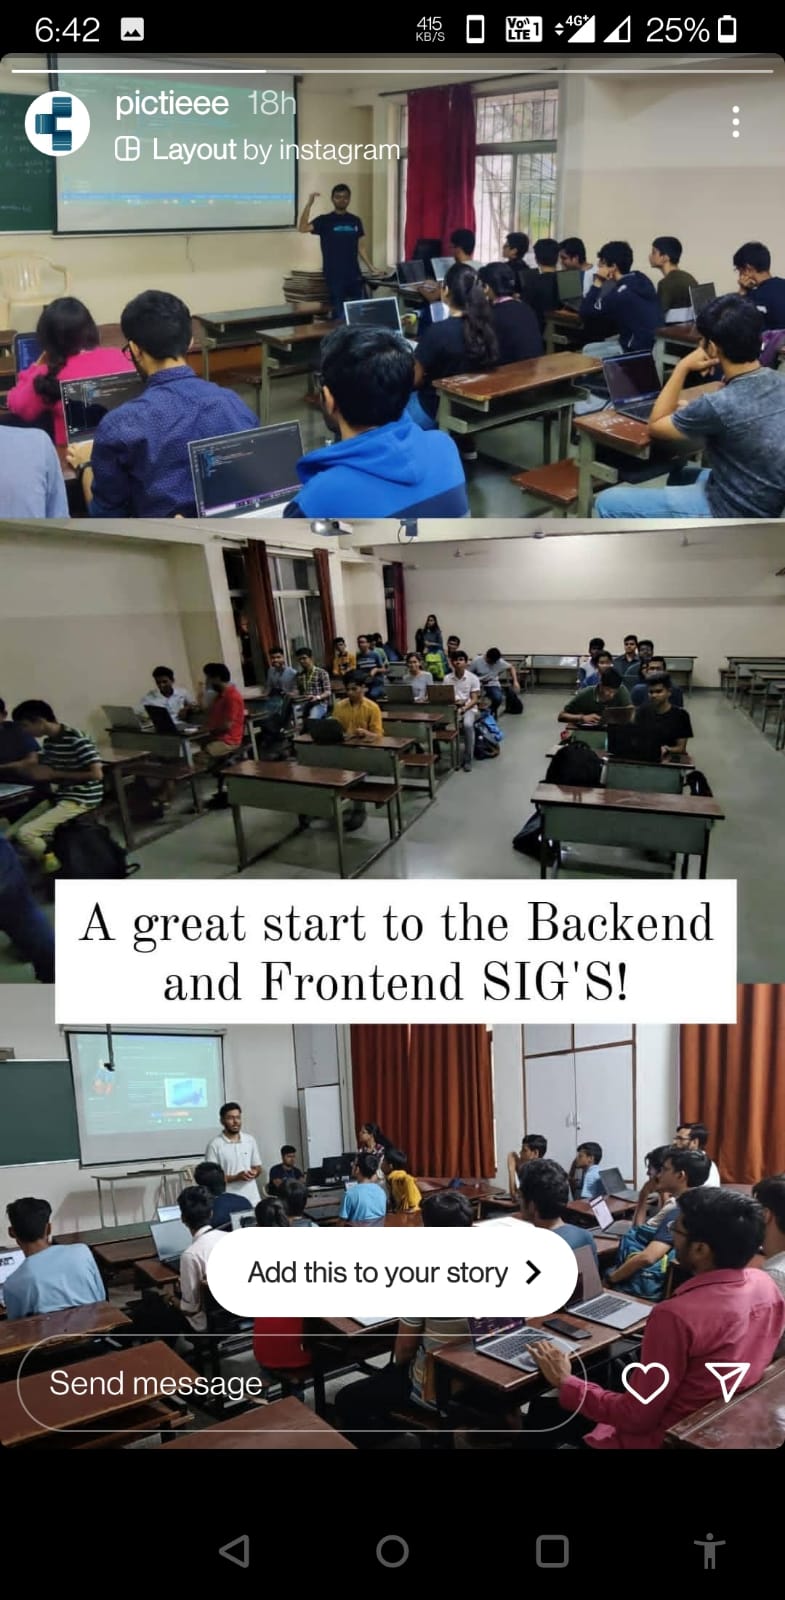 6:42
415
KB/S
Vo))
LTE 1
4G+
25%
pictieee 18h
Layout by instagram
A great start to the Backend
and Frontend SIG'S!
Add this to your story
Send message